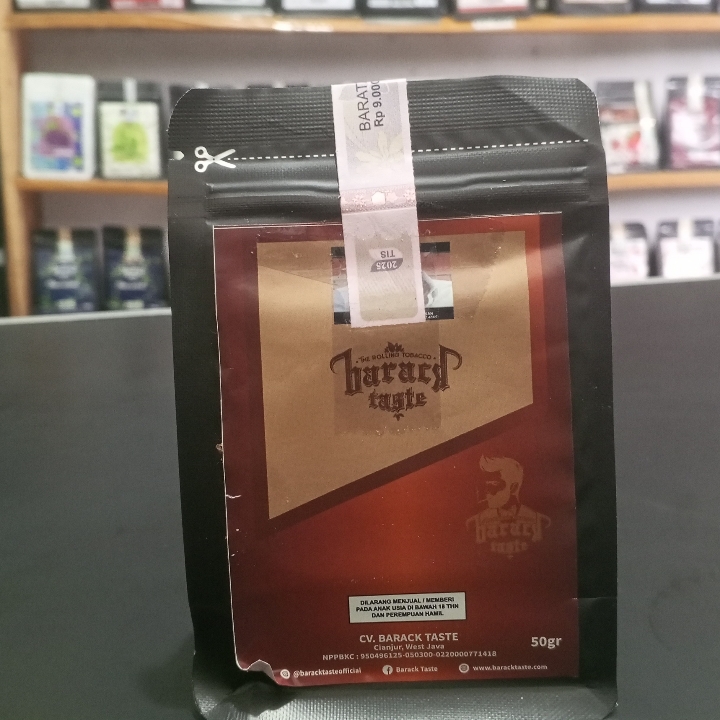 BARAT
Rp 9.000
2025
TIS
THE ROLLING TOBACCO
barack
taste
barack
taste
DILARANG MENJUAL / MEMBERI
PADA ANAK USIA DI BAWAH 18 THN
DAN PEREMPUAN HAMIL
CV. BARACK TASTE
Cianjur, West Java
50gr
NPPBKC : 950496125-050300-0220000771418
@baracktasteofficial Barack Taste www.baracktaste.com